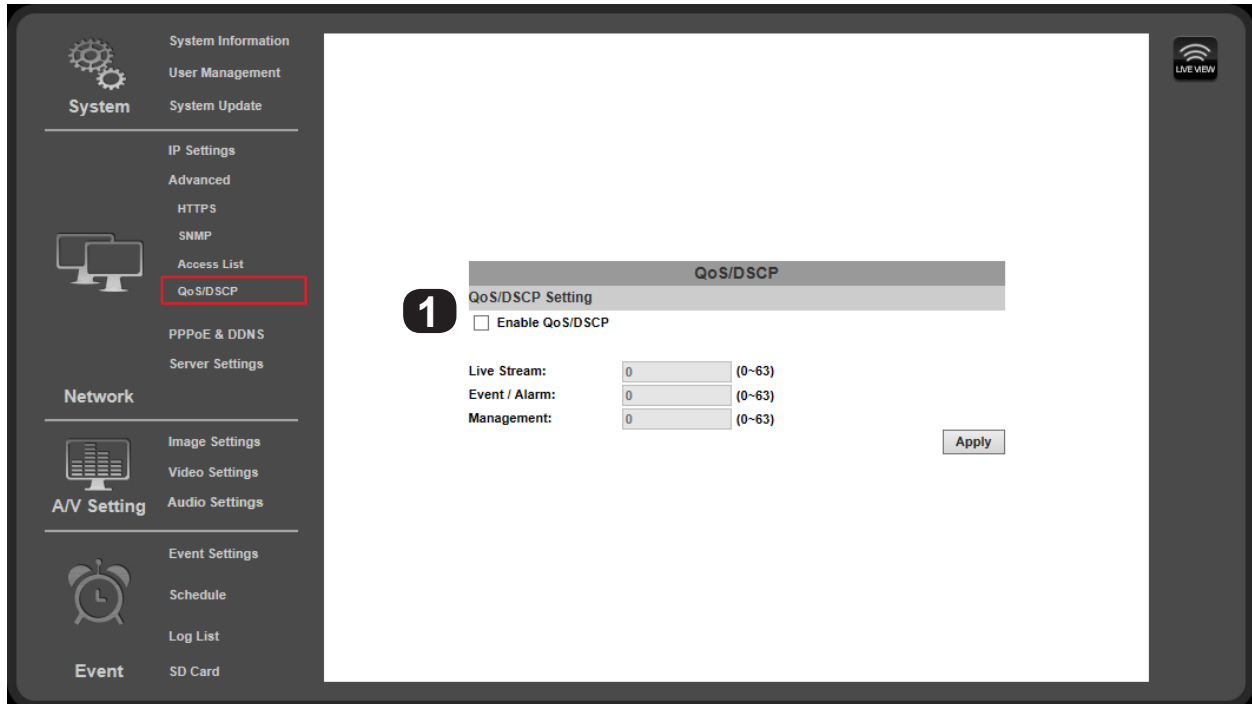 System Information
User Management
System
System Update
IP Settings
Advanced
HTTPS
SNMP
Access List
QoS/DSCP
PPPoE & DDNS
Server Settings
Network
Image Settings
Video Settings
A/V Setting
Audio Settings
Event Settings
Schedule
Log List
Event
SD Card
QoS/DSCP
1
QoS/DSCP Setting
Enable QoS/DSCP
Live Stream: 0 (0~63)
Event / Alarm: 0 (0~63)
Management: 0 (0~63)
Apply
LIVE VIEW